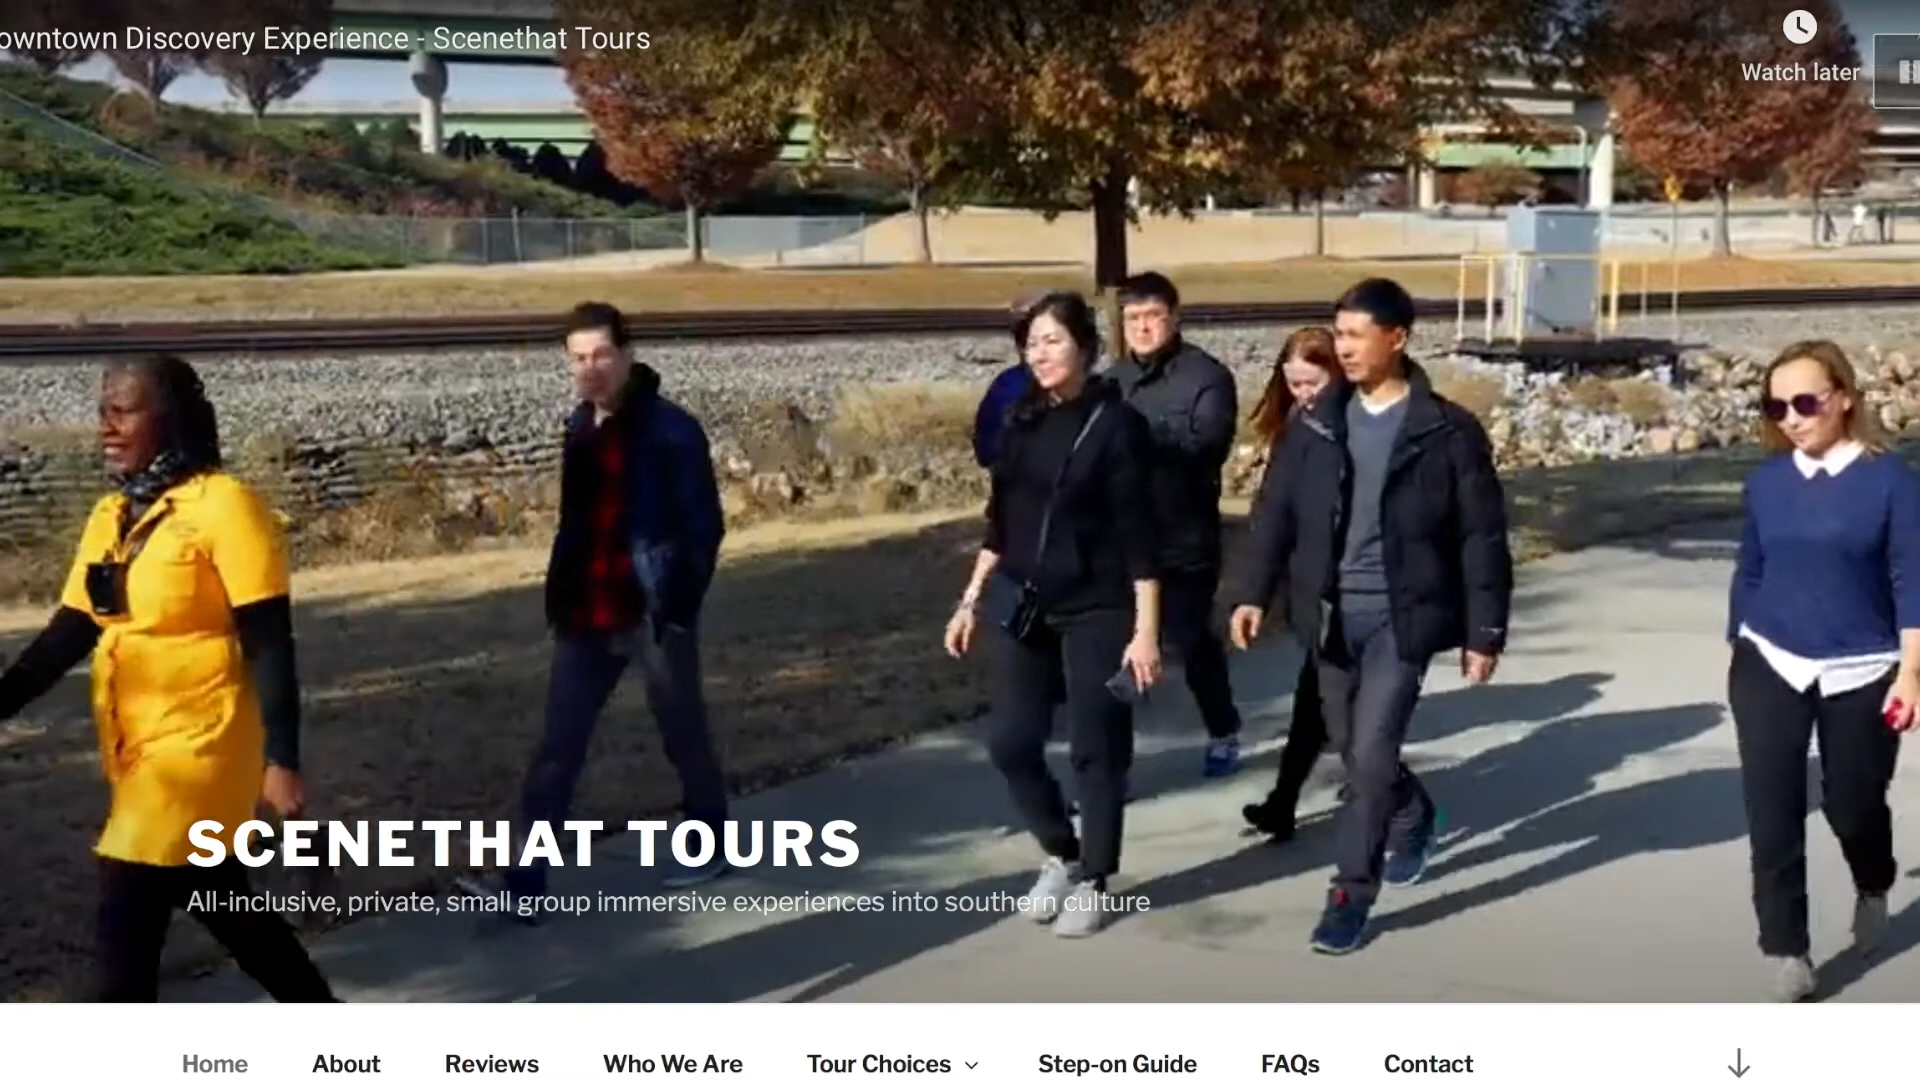 owntown Discovery Experience - Scenethat Tours
Watch later
SCENETHAT TOURS
All-inclusive, private, small group immersive experiences into southern culture
Home About Reviews Who We Are Tour Choices Step-on Guide FAQs Contact